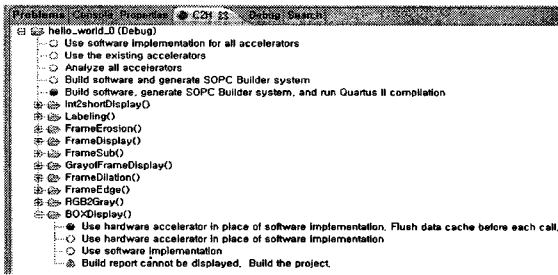 Problems Console Properties C2H Debug Search
hello_world_0 (Debug)
Use software implementation for all accelerators
Use the existing accelerators
Analyze all accelerators
Build software and generate SOPC Builder system
Build software, generate SOPC Builder system, and run Quartus II compilation
Int2shortDisplay()
Labeling()
FrameErosion()
FrameDisplay()
FrameSub()
GrayofFrameDisplay()
FrameDilation()
FrameEdge()
RGB2Gray()
BOXDisplay()
Use hardware accelerator in place of software implementation. Flush data cache before each call.
Use hardware accelerator in place of software implementation
Use software implementation
Build report cannot be displayed. Build the project.